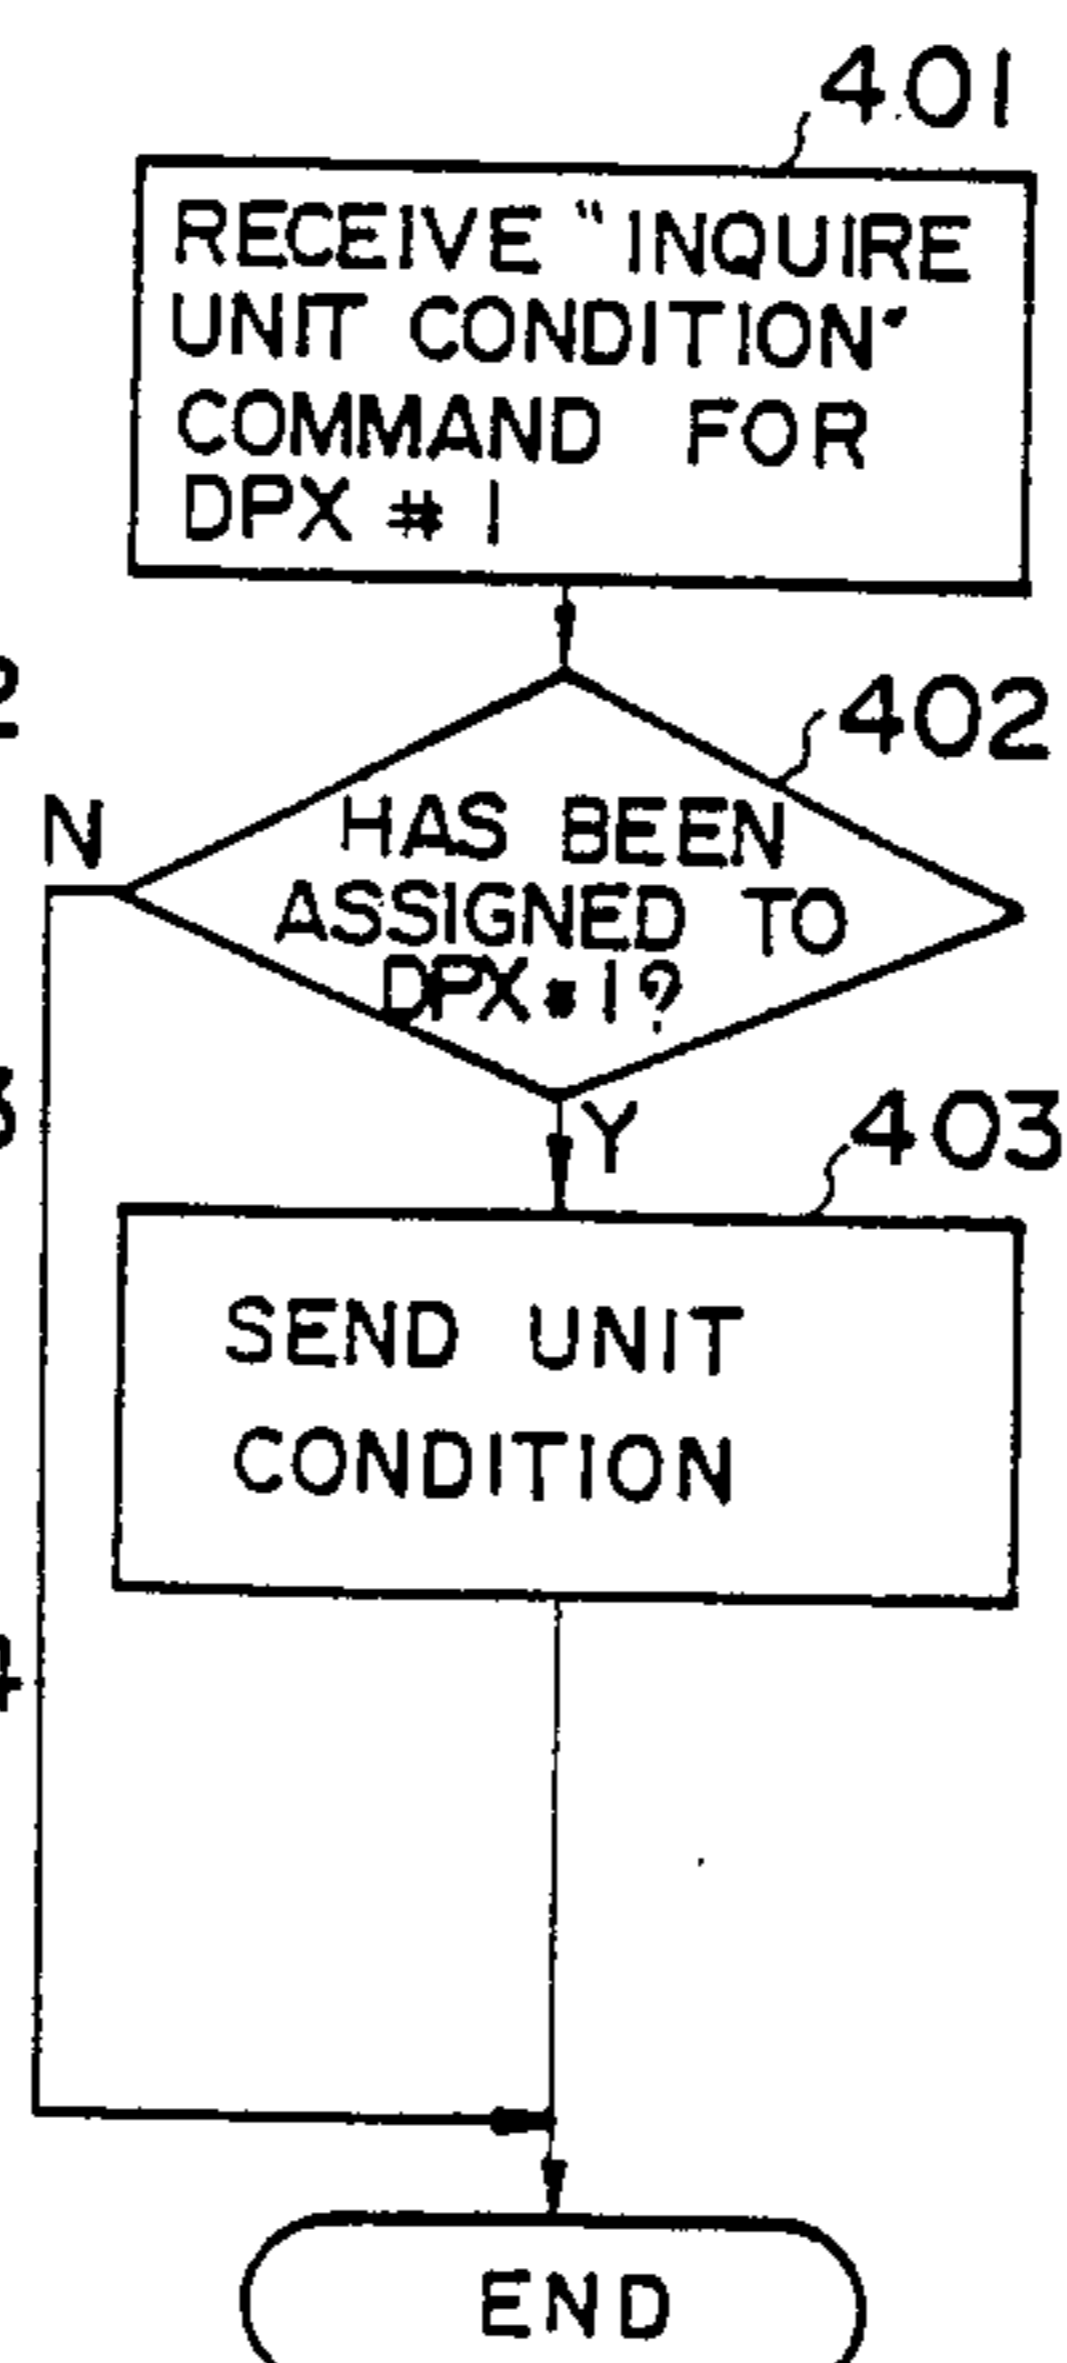 401
RECEIVE "INQUIRE
UNIT CONDITION"
COMMAND FOR
DPX # 1
402
N
HAS BEEN
ASSIGNED TO
DPX # 1?
Y
403
SEND UNIT
CONDITION
END